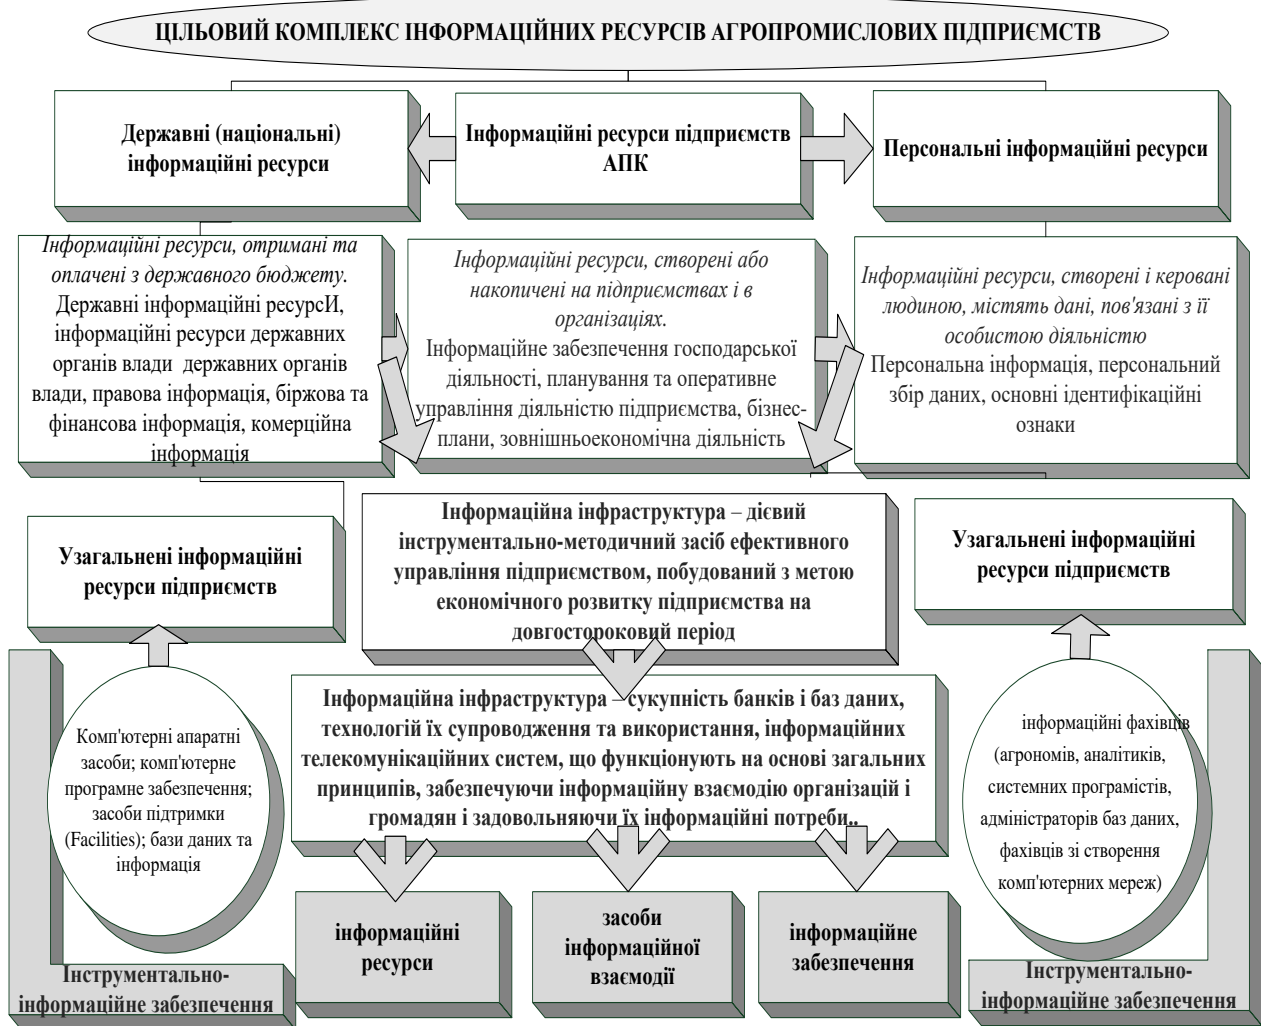 ЦІЛЬОВИЙ КОМПЛЕКС ІНФОРМАЦІЙНИХ РЕСУРСІВ АГРОПРОМИСЛОВИХ ПІДПРИЄМСТВ
Державні (національні)
інформаційні ресурси
Інформаційні ресурси підприємств
АПК
Персональні інформаційні ресурси
Інформаційні ресурси, отримані та
оплачені з державного бюджету.
Державні інформаційні ресурсИ,
інформаційні ресурси державних
органів влади державних органів
влади, правова інформація, біржова та
фінансова інформація, комерційна
інформація
Інформаційні ресурси, створені або
накопичені на підприємствах і в
організаціях.
Інформаційне забезпечення господарської
діяльності, планування та оперативне
управління діяльністю підприємства, бізнес-
плани, зовнішньоекономічна діяльність
Інформаційні ресурси, створені і керовані
людиною, містять дані, пов'язані з її
особистою діяльністю
Персональна інформація, персональний
збір даних, основні ідентифікаційні
ознаки
Узагальнені інформаційні
ресурси підприємств
Інформаційна інфраструктура – дієвий
інструментально-методичний засіб ефективного
управління підприємством, побудований з метою
економічного розвитку підприємства на
довгостороковий період
Узагальнені інформаційні
ресурси підприємств
Комп'ютерні апаратні
засоби; комп'ютерне
програмне забезпечення;
засоби підтримки
(Facilities); бази даних та
інформація
Інформаційна інфраструктура – сукупність банків і баз даних,
технологій їх супроводження та використання, інформаційних
телекомунікаційних систем, що функціонують на основі загальних
принципів, забезпечуючи інформаційну взаємодію організацій і
громадян і задовольняючи їх інформаційні потреби..
інформаційні фахівців
(агрономів, аналітиків,
системних програмістів,
адміністраторів баз даних,
фахівців зі створення
комп'ютерних мереж)
Інструментально-
інформаційне забезпечення
інформаційні
ресурси
засоби
інформаційної
взаємодії
інформаційне
забезпечення
Інструментально-
інформаційне забезпечення